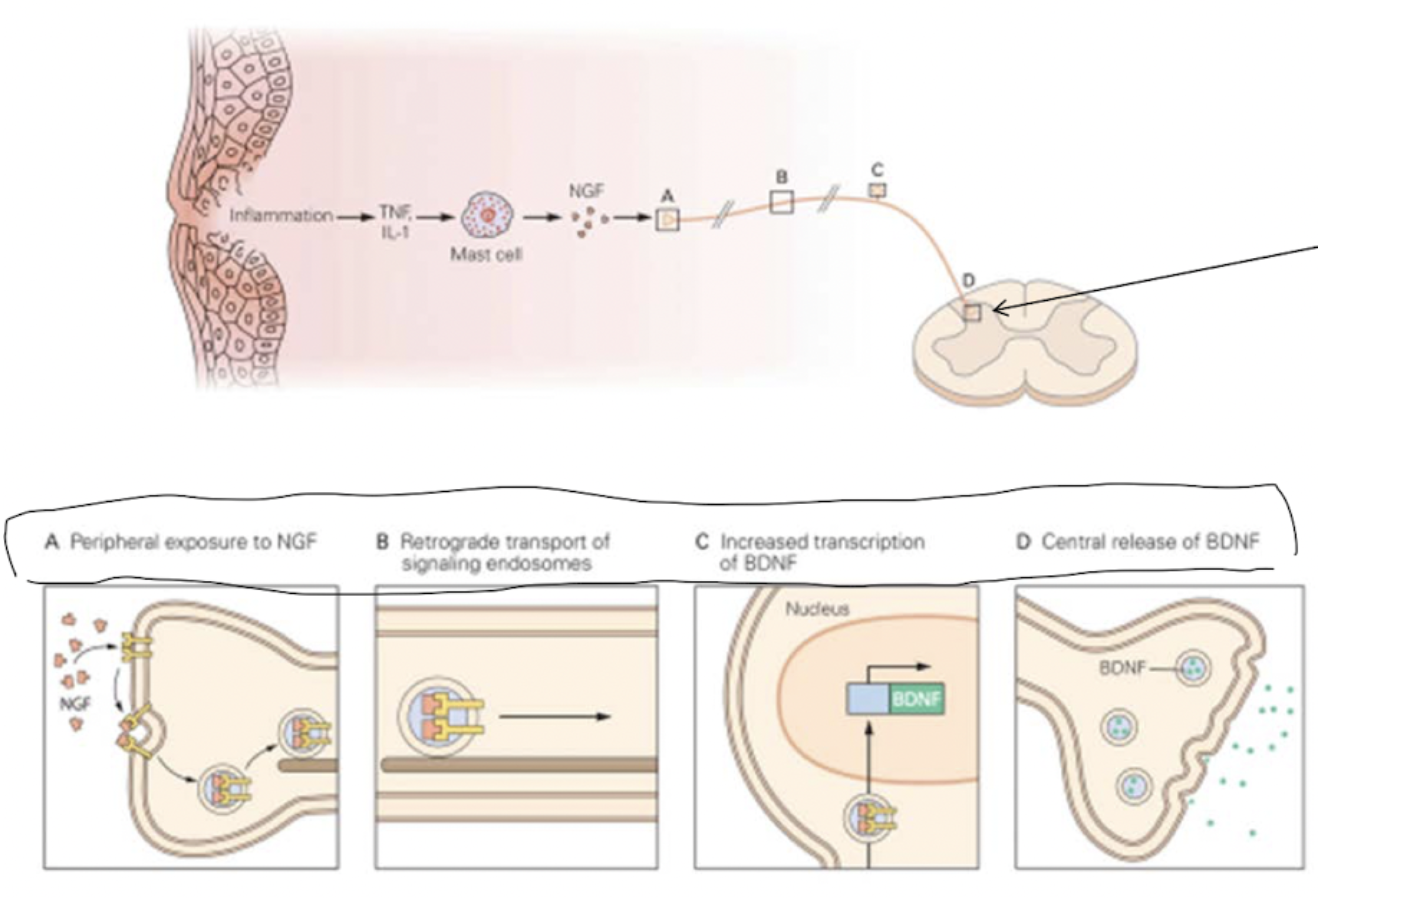 Inflammation
TNF,
IL-1
Mast cell
NGF
A
B
C
D
A Peripheral exposure to NGF
B Retrograde transport of
signaling endosomes
C Increased transcription
of BDNF
D Central release of BDNF
NGF
Nucleus
BDNF
BDNF